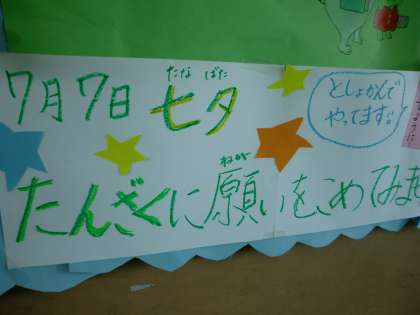 7月7日 七夕
たなばた
としょかんで
やってます!!
たんざくに願いをこめてみま
ねが